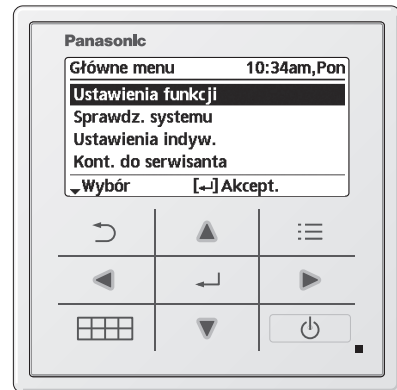 Panasonic
Główne menu 10:34am,Pon
Ustawienia funkcji
Sprawdz. systemu
Ustawienia indyw.
Kont. do serwisanta
Wybór [↵] Akcept.